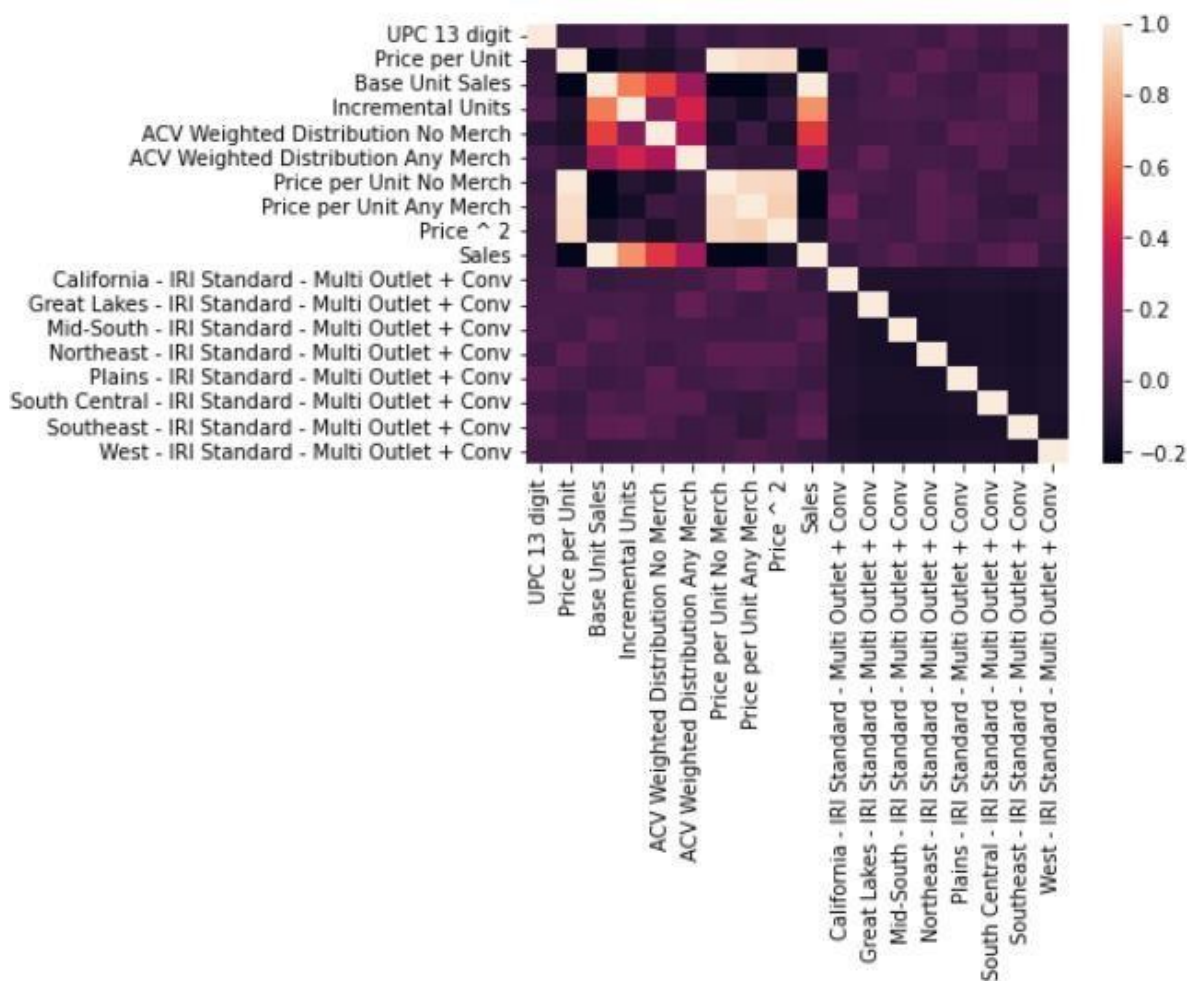 UPC 13 digit
Price per Unit
Base Unit Sales
Incremental Units
ACV Weighted Distribution No Merch
ACV Weighted Distribution Any Merch
Price per Unit No Merch
Price per Unit Any Merch
Price ^ 2
Sales
California - IRI Standard - Multi Outlet + Conv
Great Lakes - IRI Standard - Multi Outlet + Conv
Mid-South - IRI Standard - Multi Outlet + Conv
Northeast - IRI Standard - Multi Outlet + Conv
Plains - IRI Standard - Multi Outlet + Conv
South Central - IRI Standard - Multi Outlet + Conv
Southeast - IRI Standard - Multi Outlet + Conv
West - IRI Standard - Multi Outlet + Conv
UPC 13 digit
Price per Unit
Base Unit Sales
Incremental Units
ACV Weighted Distribution No Merch
ACV Weighted Distribution Any Merch
Price per Unit No Merch
Price per Unit Any Merch
Price ^ 2
Sales
California - IRI Standard - Multi Outlet + Conv
Great Lakes - IRI Standard - Multi Outlet + Conv
Mid-South - IRI Standard - Multi Outlet + Conv
Northeast - IRI Standard - Multi Outlet + Conv
Plains - IRI Standard - Multi Outlet + Conv
South Central - IRI Standard - Multi Outlet + Conv
Southeast - IRI Standard - Multi Outlet + Conv
West - IRI Standard - Multi Outlet + Conv
1.0
0.8
0.6
0.4
0.2
0.0
−0.2